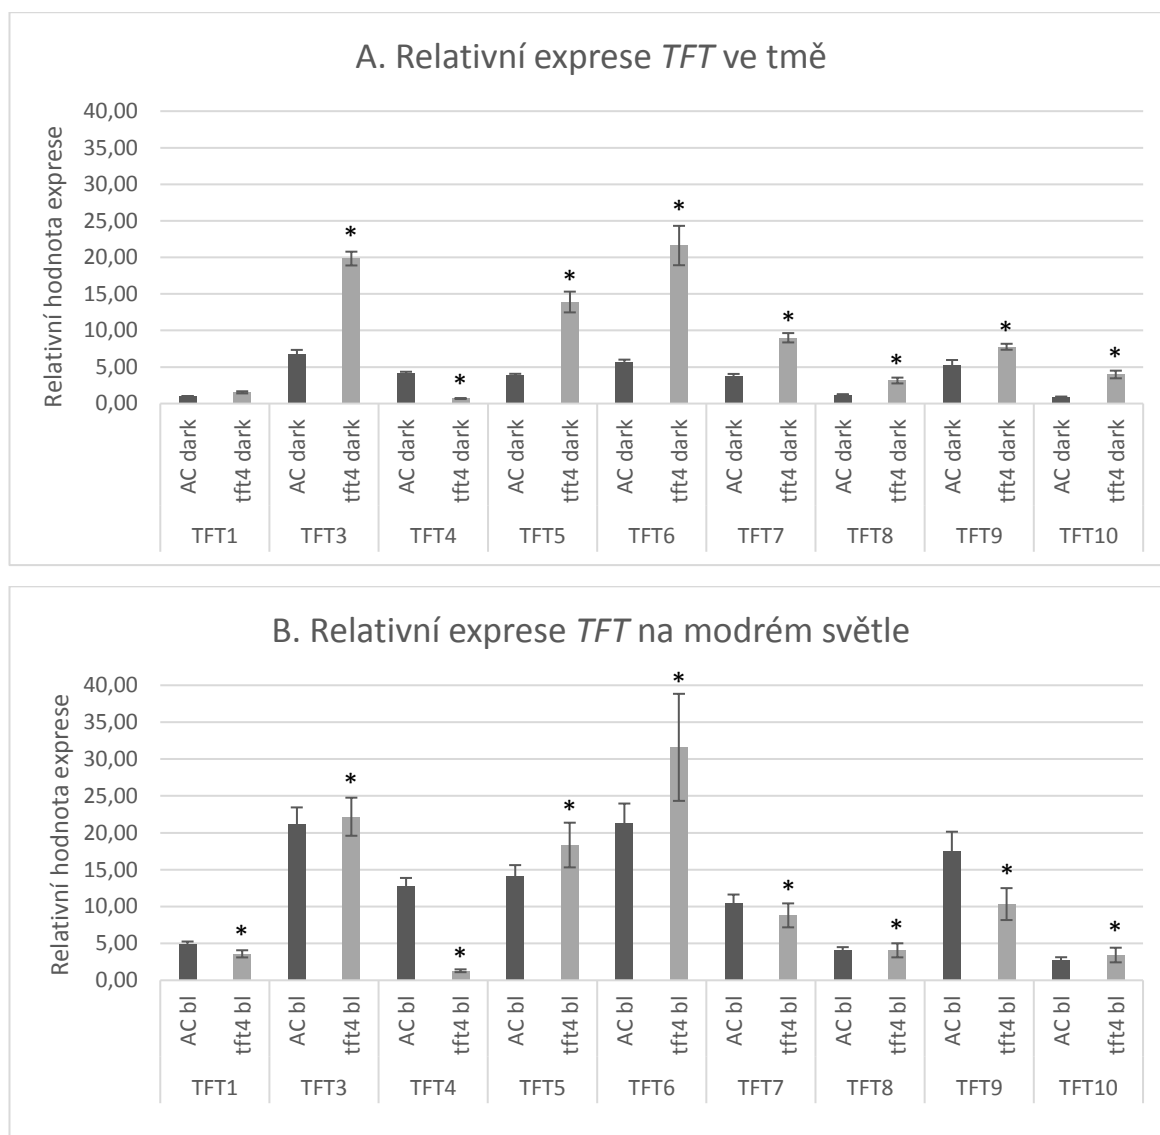 A. Relativní exprese TFT ve tmě
Relativní hodnota exprese
40,00
35,00
30,00
25,00
20,00
15,00
10,00
5,00
0,00
* * * * * * * *
AC dark tft4 dark AC dark tft4 dark AC dark tft4 dark AC dark tft4 dark AC dark tft4 dark AC dark tft4 dark AC dark tft4 dark AC dark tft4 dark AC dark tft4 dark
TFT1 TFT3 TFT4 TFT5 TFT6 TFT7 TFT8 TFT9 TFT10
B. Relativní exprese TFT na modrém světle
Relativní hodnota exprese
40,00
35,00
30,00
25,00
20,00
15,00
10,00
5,00
0,00
* * * * * * * * *
AC bl tft4 bl AC bl tft4 bl AC bl tft4 bl AC bl tft4 bl AC bl tft4 bl AC bl tft4 bl AC bl tft4 bl AC bl tft4 bl AC bl tft4 bl
TFT1 TFT3 TFT4 TFT5 TFT6 TFT7 TFT8 TFT9 TFT10